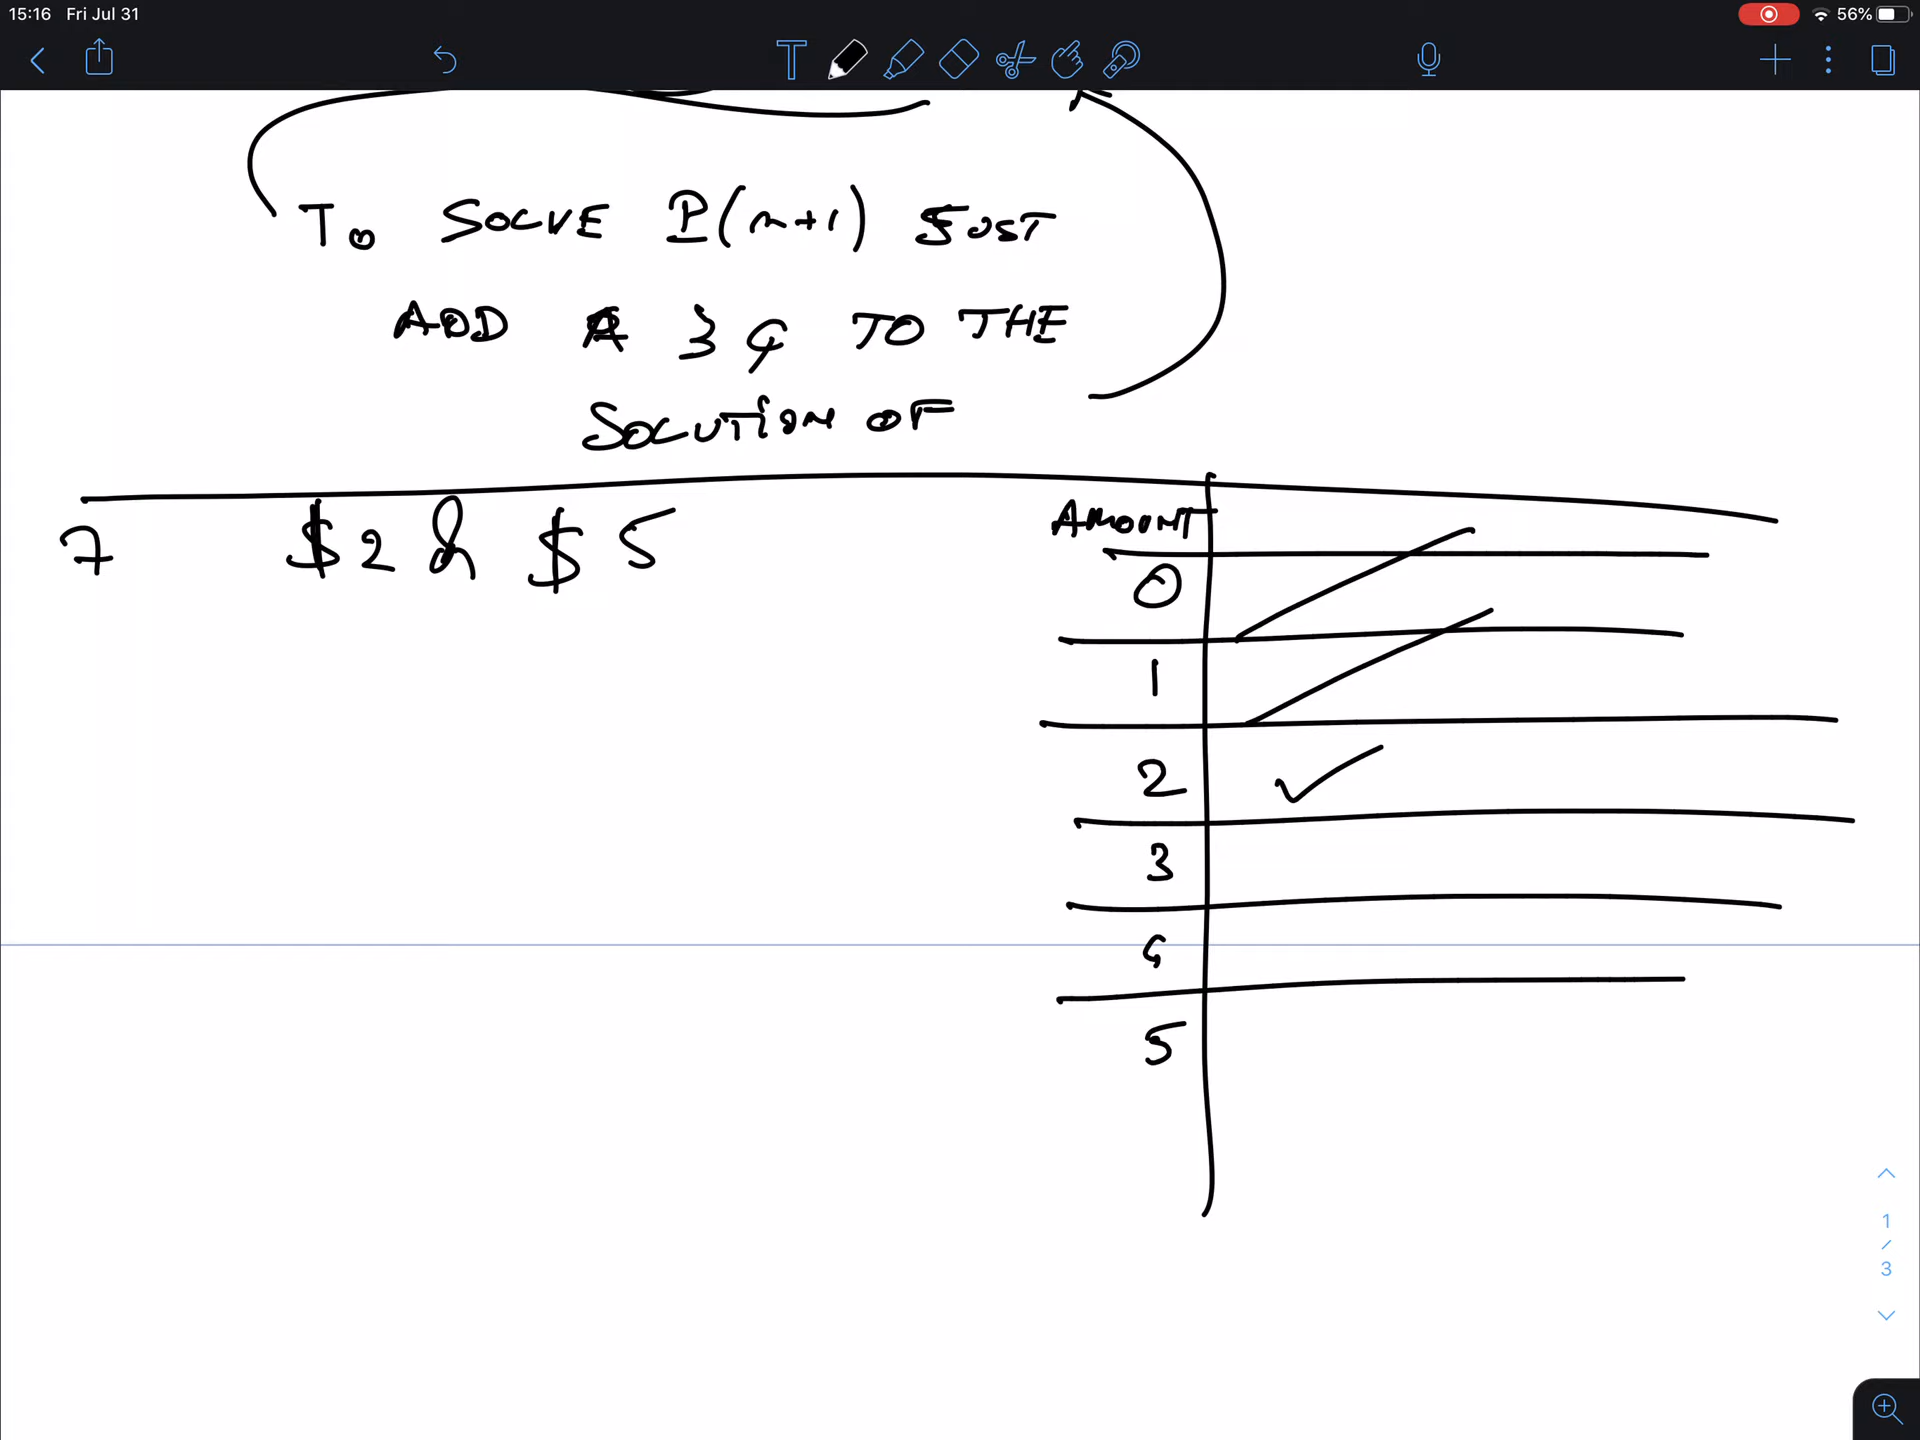 15:16 Fri Jul 31
56%
To SOLVE P(n+1) JUST
ADD A 3 ¢ TO THE
SOLUTION OF
7 $2 & $5
AMOUNT
0
1
2 ✓
3
4
5
1
/
3